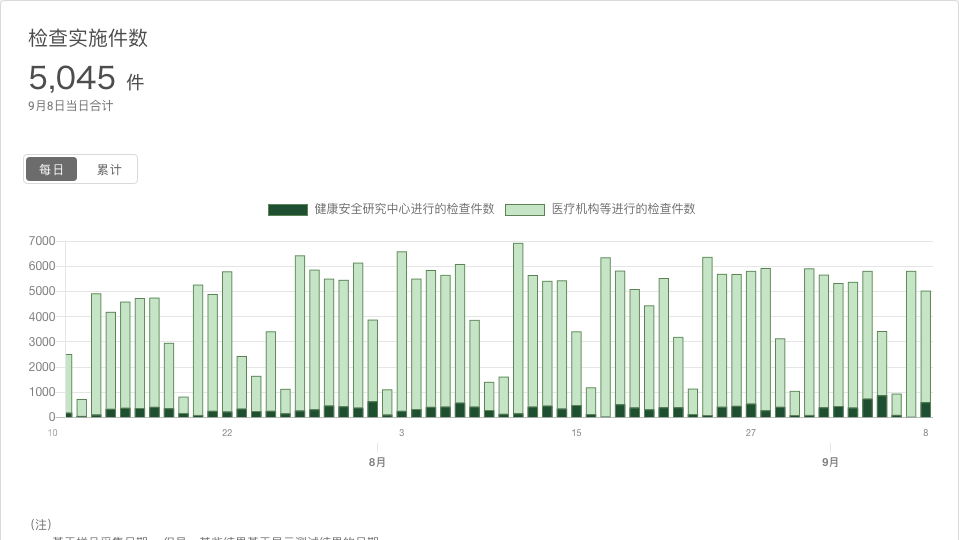 检查实施件数
5,045 件
9月8日当日合计
每日 累计
健康安全研究中心进行的检查件数 医疗机构等进行的检查件数
7000
6000
5000
4000
3000
2000
1000
0
10 22 3 15 27 8
8月 9月
(注)